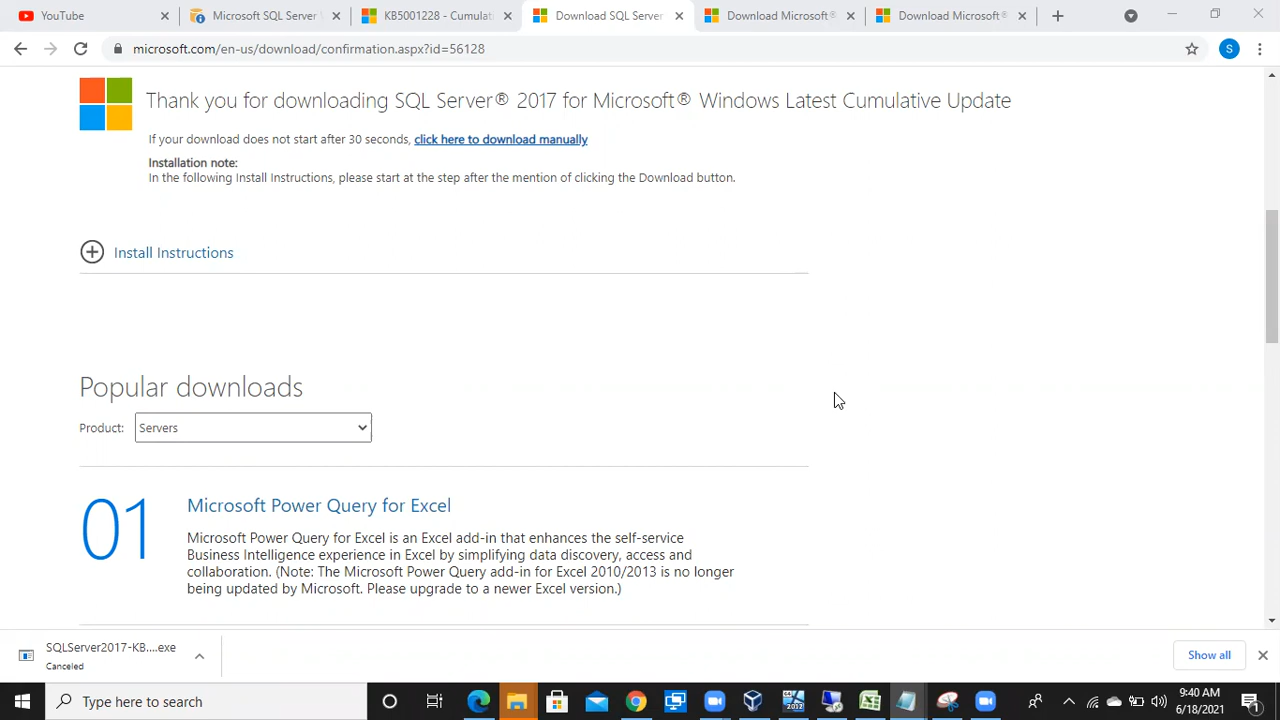 YouTube
Microsoft SQL Server
KB5001228 - Cumulati
Download SQL Server
Download Microsoft®
Download Microsoft®
microsoft.com/en-us/download/confirmation.aspx?id=56128
S
Thank you for downloading SQL Server® 2017 for Microsoft® Windows Latest Cumulative Update
If your download does not start after 30 seconds, click here to download manually
Installation note:
In the following Install Instructions, please start at the step after the mention of clicking the Download button.
Install Instructions
Popular downloads
Product: Servers
01
Microsoft Power Query for Excel
Microsoft Power Query for Excel is an Excel add-in that enhances the self-service
Business Intelligence experience in Excel by simplifying data discovery, access and
collaboration. (Note: The Microsoft Power Query add-in for Excel 2010/2013 is no longer
being updated by Microsoft. Please upgrade to a newer Excel version.)
SQLServer2017-KB....exe
Canceled
Show all
Type here to search
2012
9:40 AM
6/18/2021
1